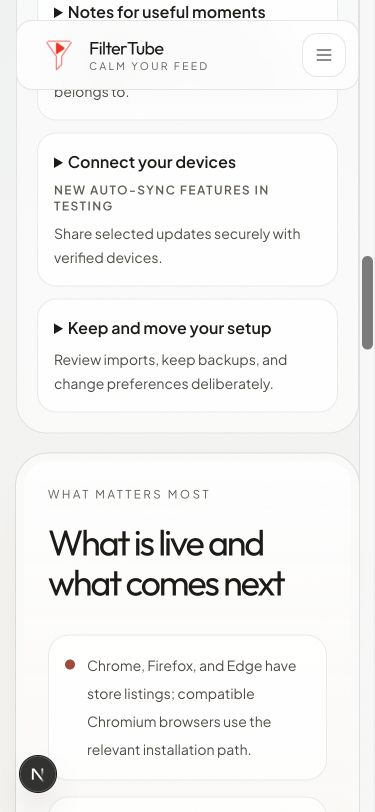 ▶ Notes for useful moments
FilterTube
CALM YOUR FEED
belongs to.
▶ Connect your devices
NEW AUTO-SYNC FEATURES IN
TESTING
Share selected updates securely with
verified devices.
▶ Keep and move your setup
Review imports, keep backups, and
change preferences deliberately.
WHAT MATTERS MOST
What is live and
what comes next
Chrome, Firefox, and Edge have
store listings; compatible
Chromium browsers use the
relevant installation path.
N